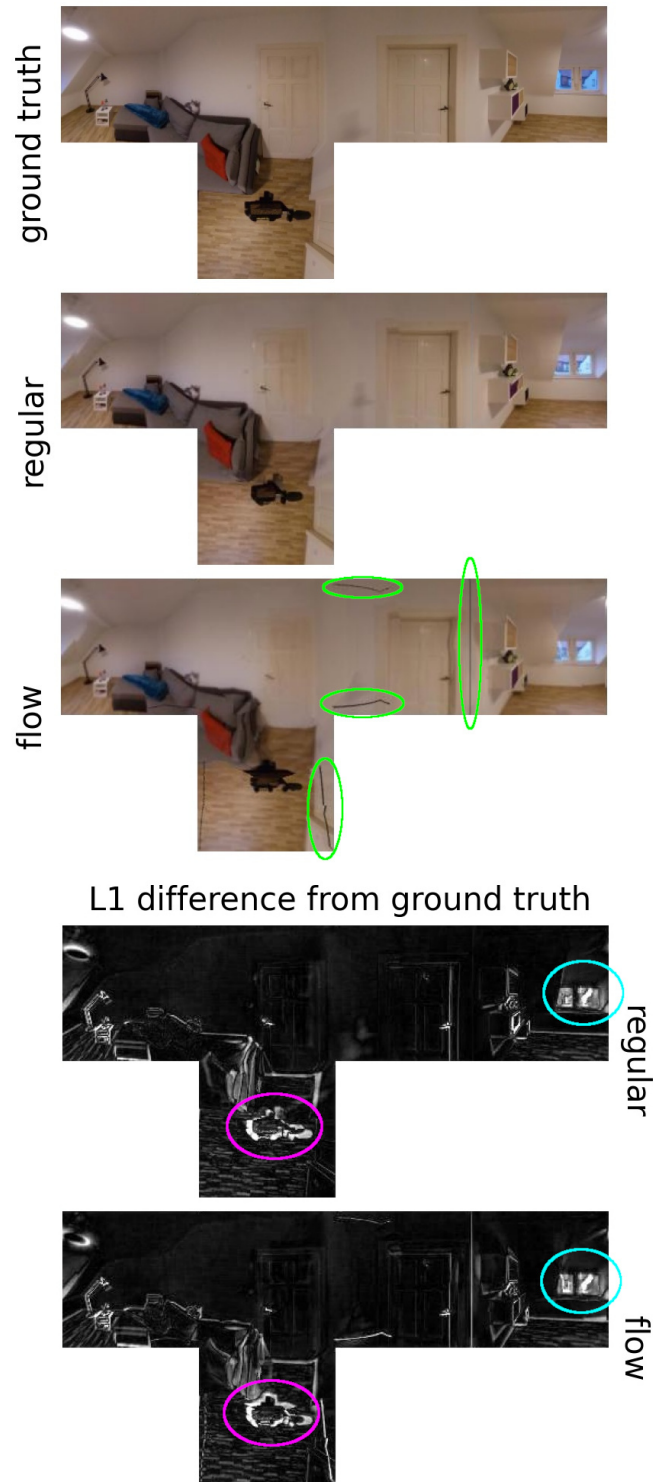 ground truth
regular
flow
L1 difference from ground truth
regular
flow